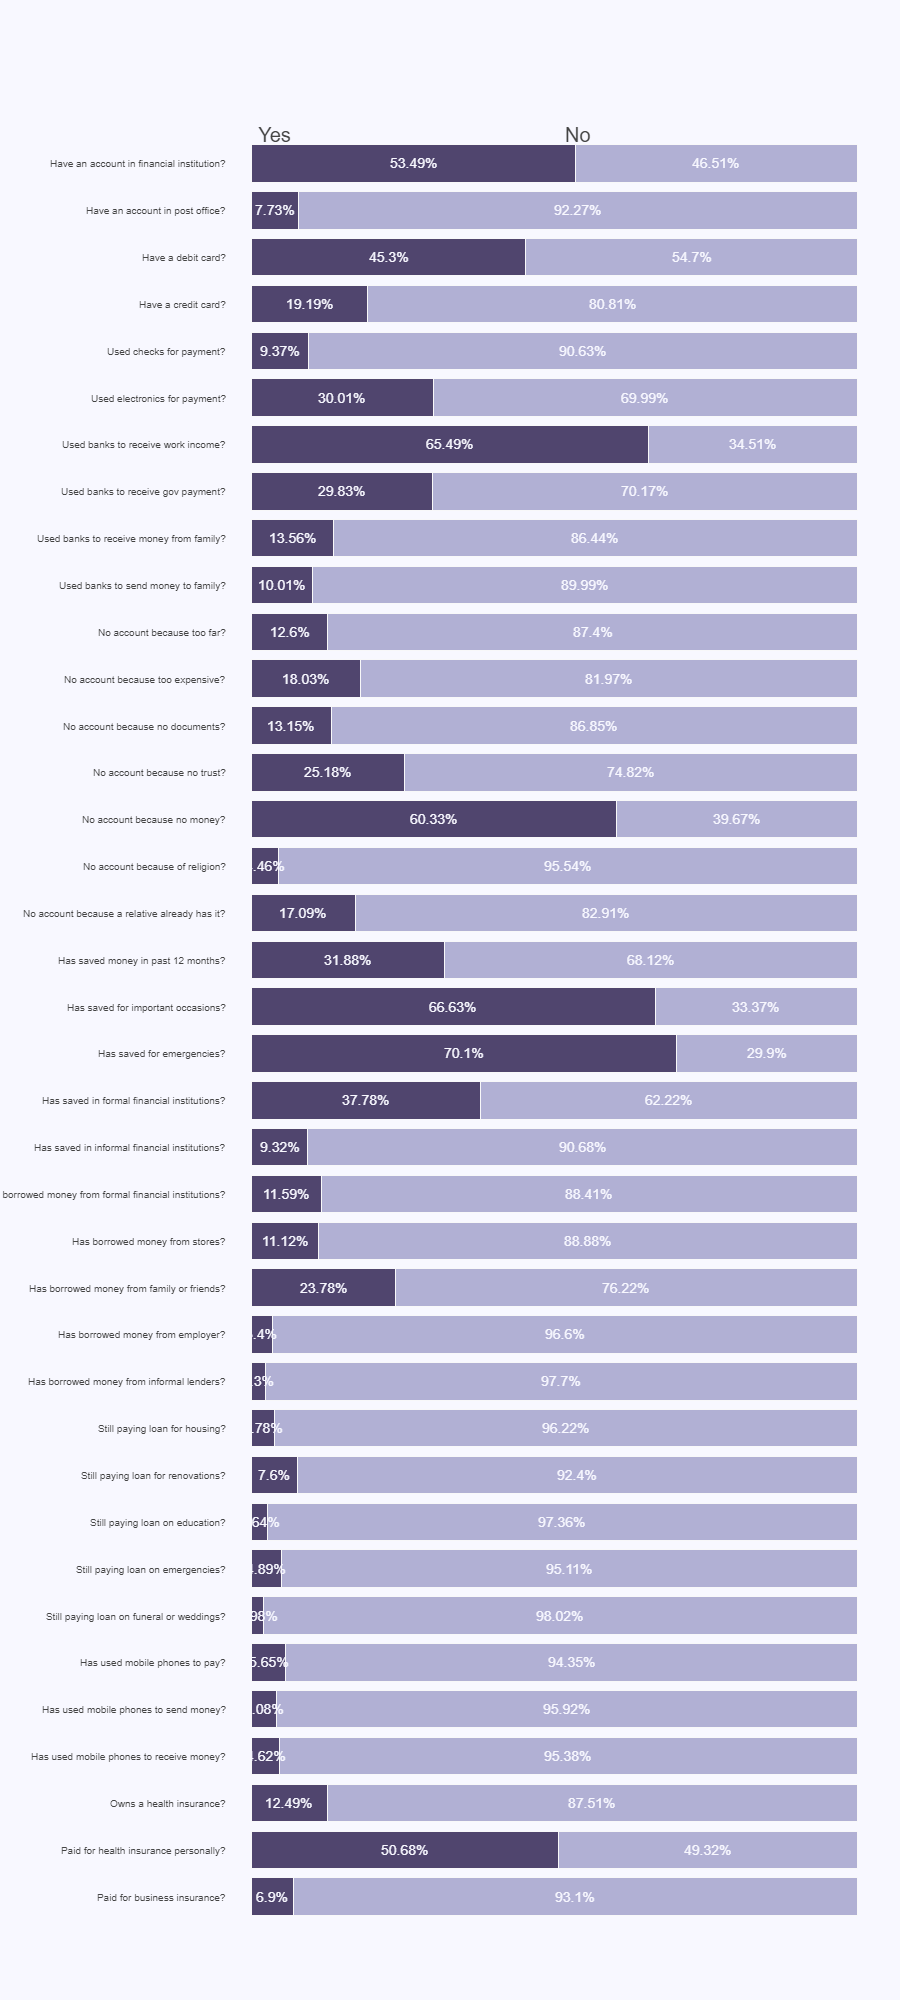 Yes No
Have an account in financial institution? 53.49% 46.51%
Have an account in post office? 7.73% 92.27%
Have a debit card? 45.3% 54.7%
Have a credit card? 19.19% 80.81%
Used checks for payment? 9.37% 90.63%
Used electronics for payment? 30.01% 69.99%
Used banks to receive work income? 65.49% 34.51%
Used banks to receive gov payment? 29.83% 70.17%
Used banks to receive money from family? 13.56% 86.44%
Used banks to send money to family? 10.01% 89.99%
No account because too far? 12.6% 87.4%
No account because too expensive? 18.03% 81.97%
No account because no documents? 13.15% 86.85%
No account because no trust? 25.18% 74.82%
No account because no money? 60.33% 39.67%
No account because of religion? .46% 95.54%
No account because a relative already has it? 17.09% 82.91%
Has saved money in past 12 months? 31.88% 68.12%
Has saved for important occasions? 66.63% 33.37%
Has saved for emergencies? 70.1% 29.9%
Has saved in formal financial institutions? 37.78% 62.22%
Has saved in informal financial institutions? 9.32% 90.68%
borrowed money from formal financial institutions? 11.59% 88.41%
Has borrowed money from stores? 11.12% 88.88%
Has borrowed money from family or friends? 23.78% 76.22%
Has borrowed money from employer? .4% 96.6%
Has borrowed money from informal lenders? 3% 97.7%
Still paying loan for housing? .78% 96.22%
Still paying loan for renovations? 7.6% 92.4%
Still paying loan on education? 64% 97.36%
Still paying loan on emergencies? .89% 95.11%
Still paying loan on funeral or weddings? 98% 98.02%
Has used mobile phones to pay? 5.65% 94.35%
Has used mobile phones to send money? .08% 95.92%
Has used mobile phones to receive money? .62% 95.38%
Owns a health insurance? 12.49% 87.51%
Paid for health insurance personally? 50.68% 49.32%
Paid for business insurance? 6.9% 93.1%